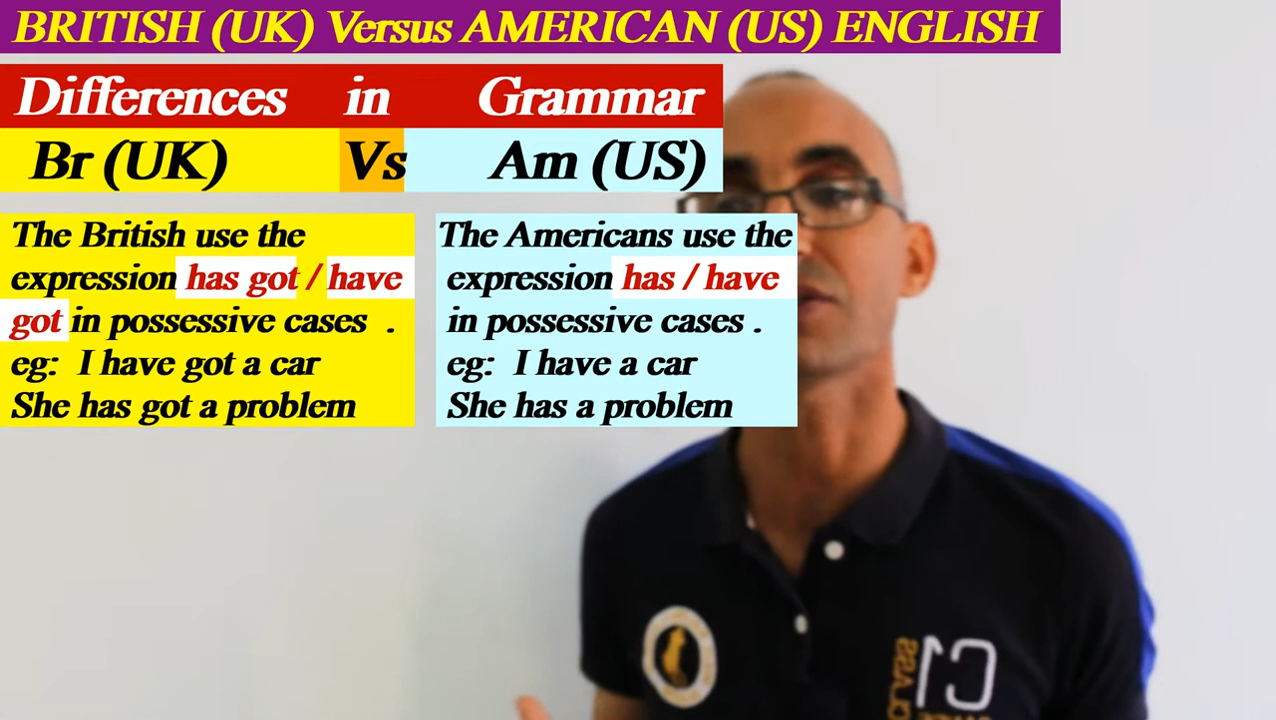 BRITISH (UK) Versus AMERICAN (US) ENGLISH
Differences in Grammar
Br (UK) Vs Am (US)
The British use the
expression has got / have
got in possessive cases .
eg: I have got a car
She has got a problem
The Americans use the
expression has / have
in possessive cases .
eg: I have a car
She has a problem
C1
CLASS